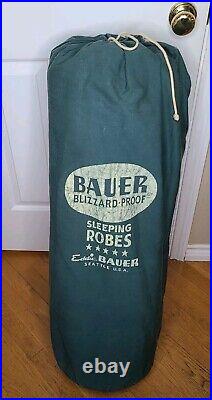 BAUER
BLIZZARD-PROOF
SLEEPING
ROBES
★★★★★
Eddie BAUER
SEATTLE U.S.A.